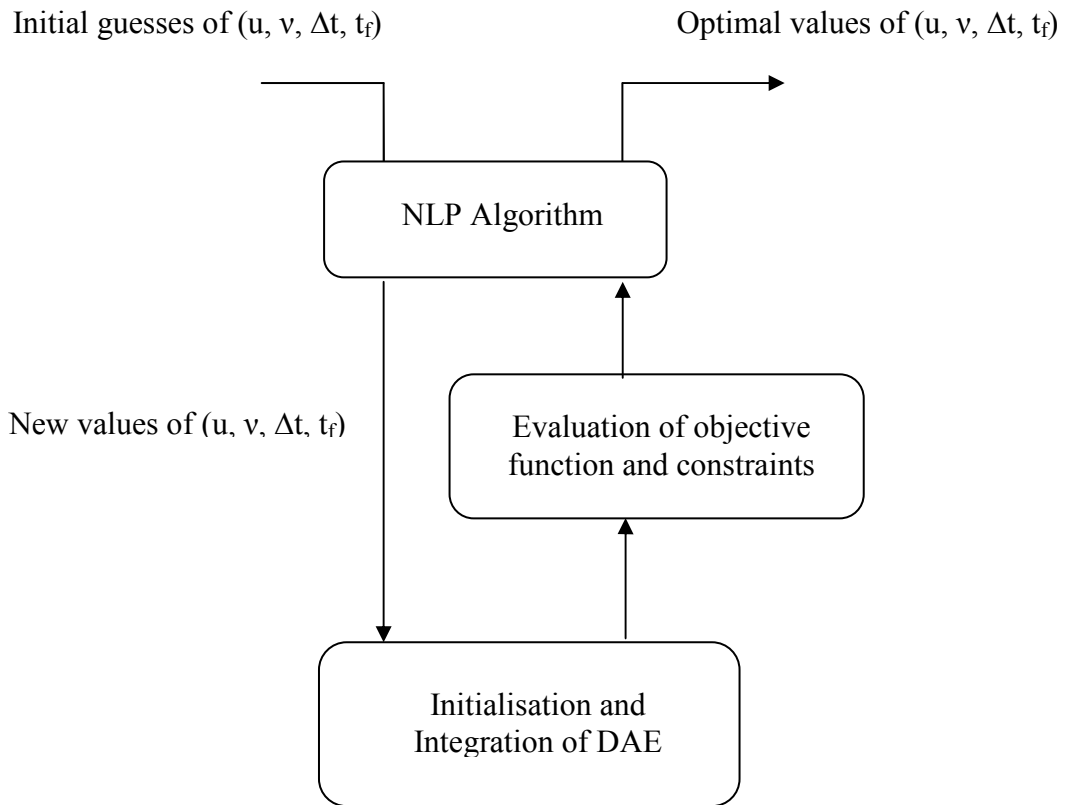 Initial guesses of (u, ν, Δt, t_f)
Optimal values of (u, ν, Δt, t_f)
NLP Algorithm
New values of (u, ν, Δt, t_f)
Evaluation of objective
function and constraints
Initialisation and
Integration of DAE